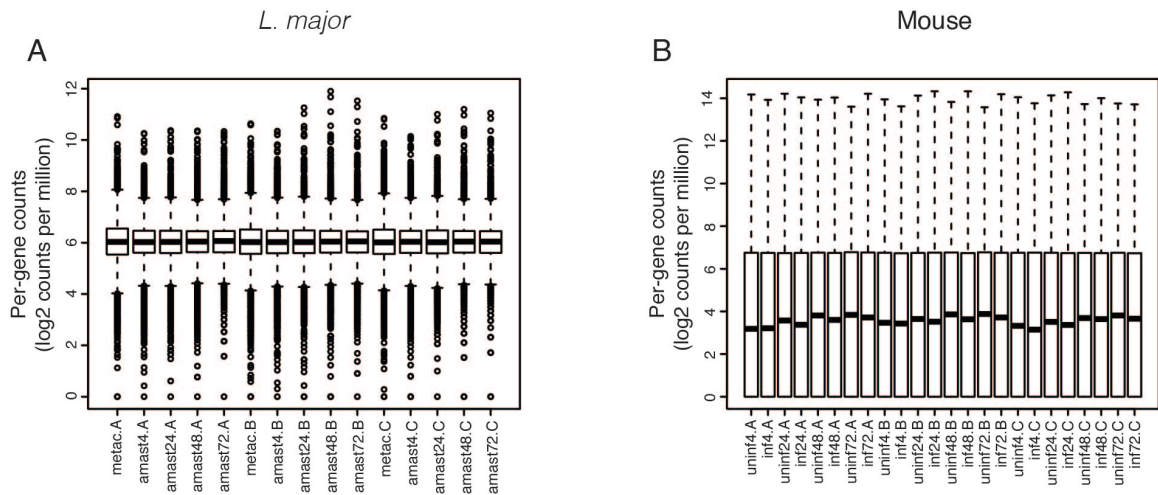 L. major
Mouse
A
B
Per-gene counts
(log2 counts per million)
12
10
8
6
4
2
0
metac.A
amast4.A
amast24.A
amast48.A
amast72.A
metac.B
amast4.B
amast24.B
amast48.B
amast72.B
metac.C
amast4.C
amast24.C
amast48.C
amast72.C
Per-gene counts
(log2 counts per million)
14
12
10
8
6
4
2
0
uninf4.A
inf4.A
uninf24.A
inf24.A
uninf48.A
inf48.A
uninf72.A
inf72.A
uninf4.B
inf4.B
uninf24.B
inf24.B
uninf48.B
inf48.B
uninf72.B
inf72.B
uninf4.C
inf4.C
uninf24.C
inf24.C
uninf48.C
inf48.C
uninf72.C
inf72.C